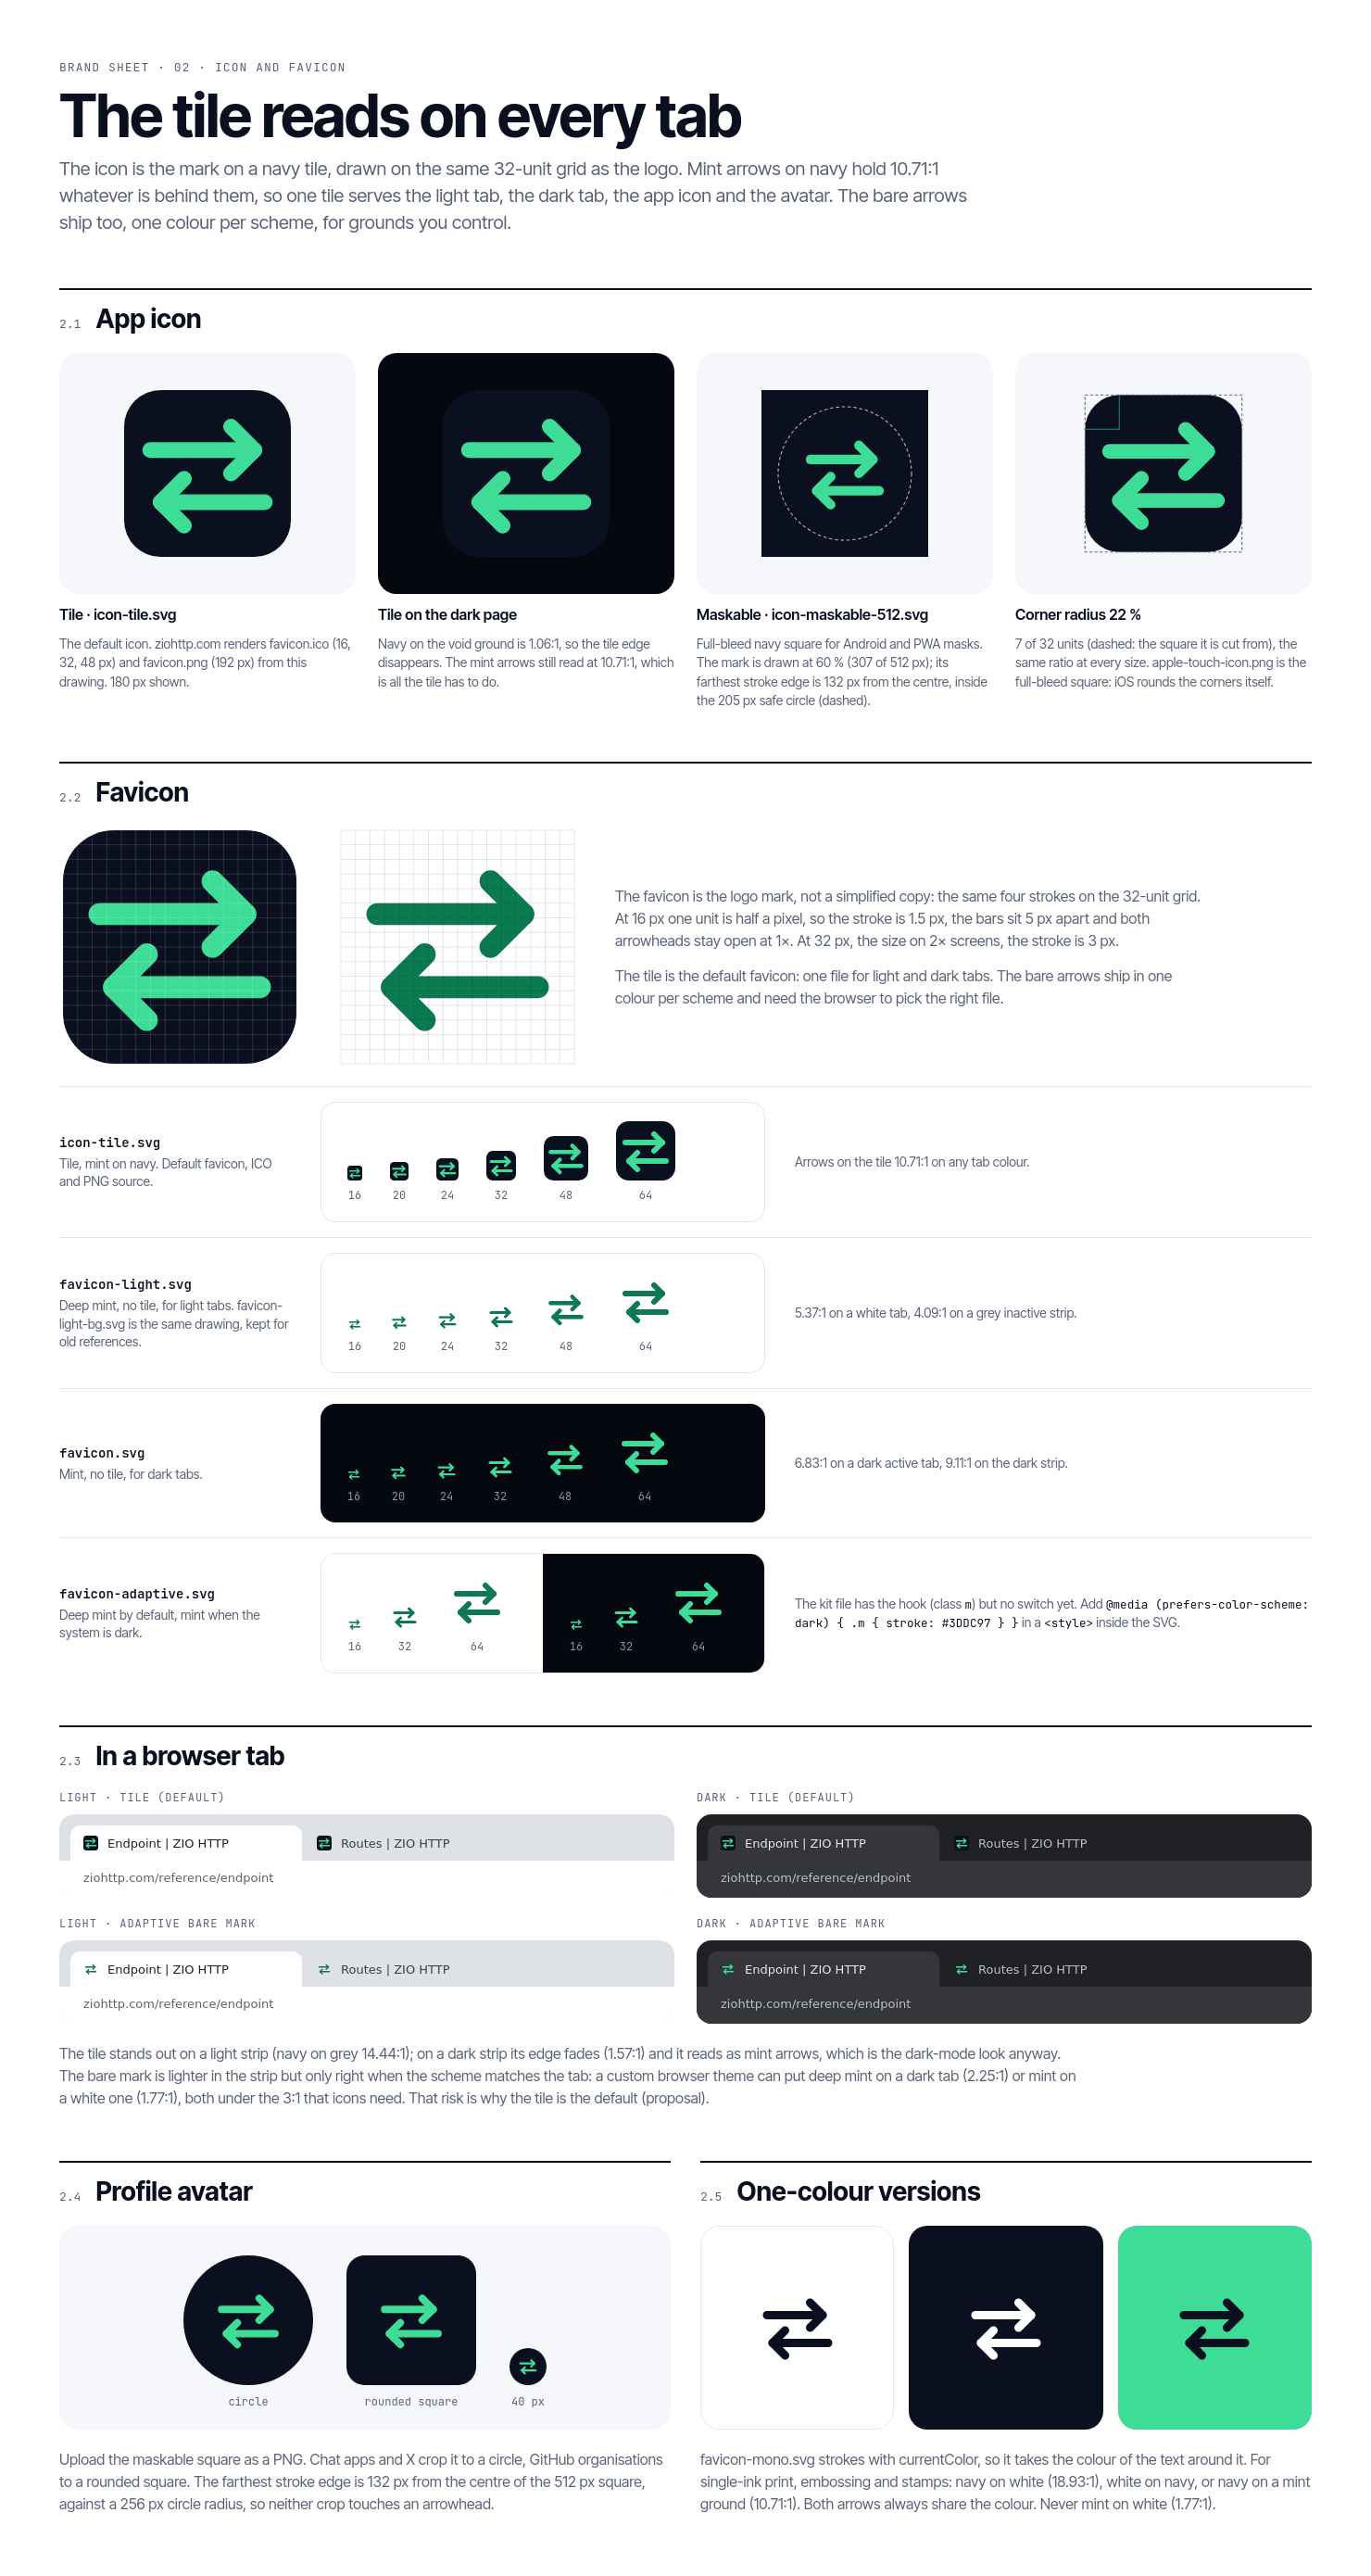 BRAND SHEET · 02 · ICON AND FAVICON
The tile reads on every tab
The icon is the mark on a navy tile, drawn on the same 32-unit grid as the logo. Mint arrows on navy hold 10.71:1
whatever is behind them, so one tile serves the light tab, the dark tab, the app icon and the avatar. The bare arrows
ship too, one colour per scheme, for grounds you control.
2.1 App icon
Tile · icon-tile.svg
The default icon. ziohttp.com renders favicon.ico (16,
32, 48 px) and favicon.png (192 px) from this
drawing. 180 px shown.
Tile on the dark page
Navy on the void ground is 1.06:1, so the tile edge
disappears. The mint arrows still read at 10.71:1, which
is all the tile has to do.
Maskable · icon-maskable-512.svg
Full-bleed navy square for Android and PWA masks.
The mark is drawn at 60 % (307 of 512 px); its
farthest stroke edge is 132 px from the centre, inside
the 205 px safe circle (dashed).
Corner radius 22 %
7 of 32 units (dashed: the square it is cut from), the
same ratio at every size. apple-touch-icon.png is the
full-bleed square: iOS rounds the corners itself.
2.2 Favicon
The favicon is the logo mark, not a simplified copy: the same four strokes on the 32-unit grid.
At 16 px one unit is half a pixel, so the stroke is 1.5 px, the bars sit 5 px apart and both
arrowheads stay open at 1×. At 32 px, the size on 2× screens, the stroke is 3 px.
The tile is the default favicon: one file for light and dark tabs. The bare arrows ship in one
colour per scheme and need the browser to pick the right file.
icon-tile.svg
Tile, mint on navy. Default favicon, ICO
and PNG source.
16 20 24 32 48 64
Arrows on the tile 10.71:1 on any tab colour.
favicon-light.svg
Deep mint, no tile, for light tabs. favicon-
light-bg.svg is the same drawing, kept for
old references.
16 20 24 32 48 64
5.37:1 on a white tab, 4.09:1 on a grey inactive strip.
favicon.svg
Mint, no tile, for dark tabs.
16 20 24 32 48 64
6.83:1 on a dark active tab, 9.11:1 on the dark strip.
favicon-adaptive.svg
Deep mint by default, mint when the
system is dark.
16 32 64 16 32 64
The kit file has the hook (class m) but no switch yet. Add @media (prefers-color-scheme:
dark) { .m { stroke: #3DDC97 } } in a <style> inside the SVG.
2.3 In a browser tab
LIGHT · TILE (DEFAULT)
Endpoint | ZIO HTTP Routes | ZIO HTTP
ziohttp.com/reference/endpoint
DARK · TILE (DEFAULT)
Endpoint | ZIO HTTP Routes | ZIO HTTP
ziohttp.com/reference/endpoint
LIGHT · ADAPTIVE BARE MARK
Endpoint | ZIO HTTP Routes | ZIO HTTP
ziohttp.com/reference/endpoint
DARK · ADAPTIVE BARE MARK
Endpoint | ZIO HTTP Routes | ZIO HTTP
ziohttp.com/reference/endpoint
The tile stands out on a light strip (navy on grey 14.44:1); on a dark strip its edge fades (1.57:1) and it reads as mint arrows, which is the dark-mode look anyway.
The bare mark is lighter in the strip but only right when the scheme matches the tab: a custom browser theme can put deep mint on a dark tab (2.25:1) or mint on
a white one (1.77:1), both under the 3:1 that icons need. That risk is why the tile is the default (proposal).
2.4 Profile avatar
circle rounded square 40 px
Upload the maskable square as a PNG. Chat apps and X crop it to a circle, GitHub organisations
to a rounded square. The farthest stroke edge is 132 px from the centre of the 512 px square,
against a 256 px circle radius, so neither crop touches an arrowhead.
2.5 One-colour versions
favicon-mono.svg strokes with currentColor, so it takes the colour of the text around it. For
single-ink print, embossing and stamps: navy on white (18.93:1), white on navy, or navy on a mint
ground (10.71:1). Both arrows always share the colour. Never mint on white (1.77:1).